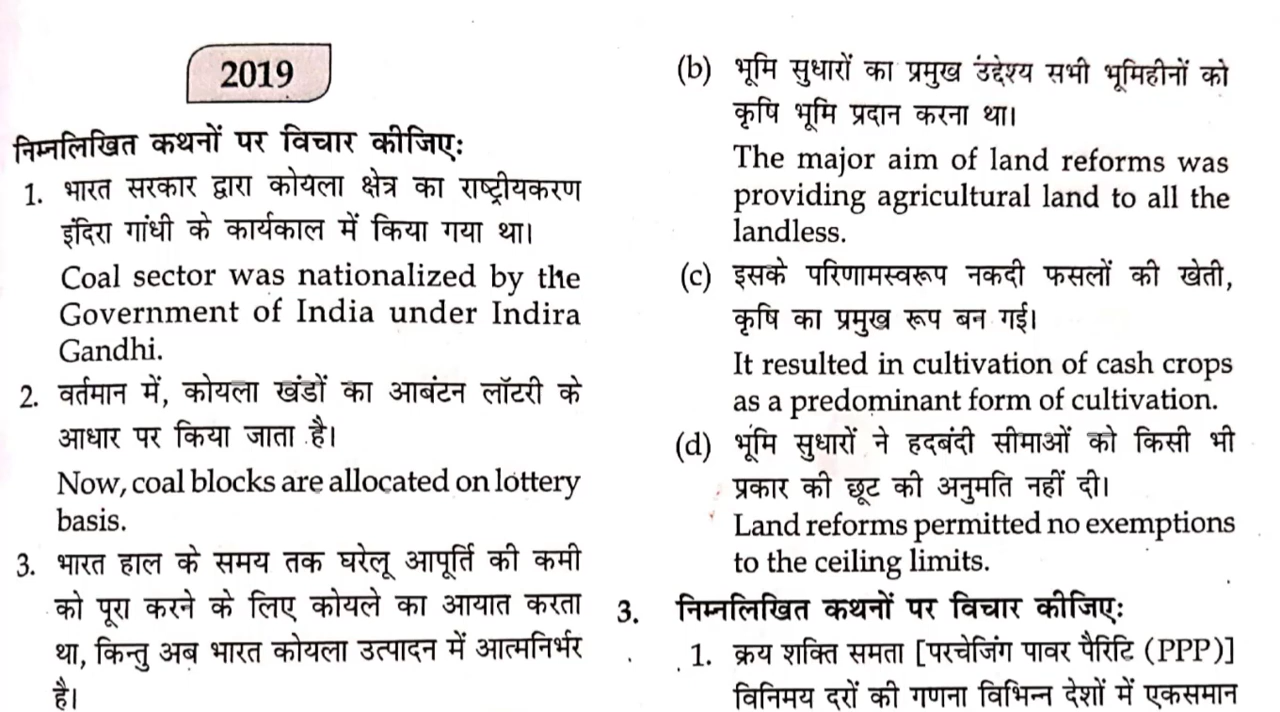 2019
निम्नलिखित कथनों पर विचार कीजिएः
1. भारत सरकार द्वारा कोयला क्षेत्र का राष्ट्रीयकरण
इंदिरा गांधी के कार्यकाल में किया गया था।
Coal sector was nationalized by the
Government of India under Indira
Gandhi.
2. वर्तमान में, कोयला खंडों का आबंटन लॉटरी के
आधार पर किया जाता है।
Now, coal blocks are allocated on lottery
basis.
3. भारत हाल के समय तक घरेलू आपूर्ति की कमी
को पूरा करने के लिए कोयले का आयात करता
था, किन्तु अब भारत कोयला उत्पादन में आत्मनिर्भर
है।
(b) भूमि सुधारों का प्रमुख उंद्देश्य सभी भूमिहीनों को
कृषि भूमि प्रदान करना था।
The major aim of land reforms was
providing agricultural land to all the
landless.
(c) इसके परिणामस्वरूप नकदी फसलों की खेती,
कृषि का प्रमुख रूप बन गई।
It resulted in cultivation of cash crops
as a predominant form of cultivation.
(d) भूमि सुधारों ने हदबंदी सीमाओं को किसी भी
प्रकार की छूट की अनुमति नहीं दी।
Land reforms permitted no exemptions
to the ceiling limits.
3. निम्नलिखित कथनों पर विचार कीजिएः
1. क्रय शक्ति समता [परचेजिंग पावर पैरिटि (PPP)]
विनिमय दरों की गणना विभिन्न देशों में एकसमान